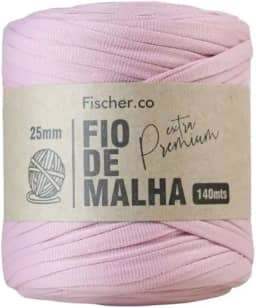 Fischer.co
25mm
FIO
DE
MALHA
extra
Premium
140mts